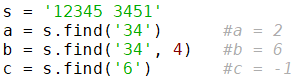 s = '12345 3451'
a = s.find('34') #a = 2
b = s.find('34', 4) #b = 6
c = s.find('6') #c = -1